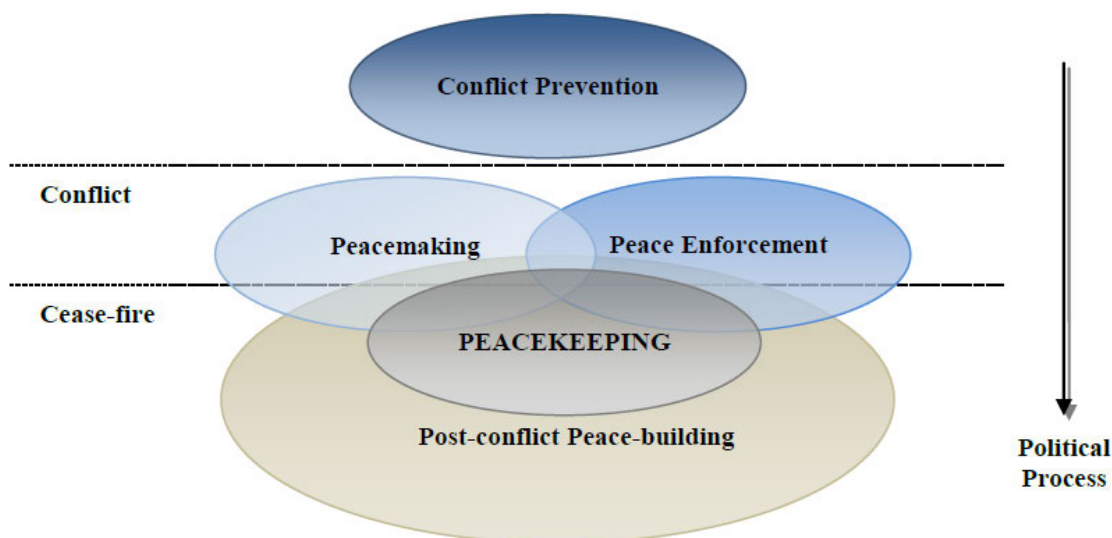 Conflict Prevention
Conflict
Peacemaking
Peace Enforcement
Cease-fire
PEACEKEEPING
Post-conflict Peace-building
Political
Process